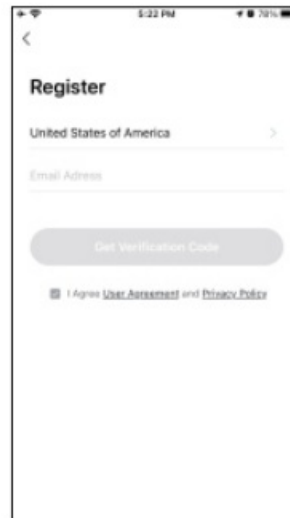 5:22 PM 78%
Register
United States of America
Email Adress
Get Verification Code
I Agree User Agreement and Privacy Policy